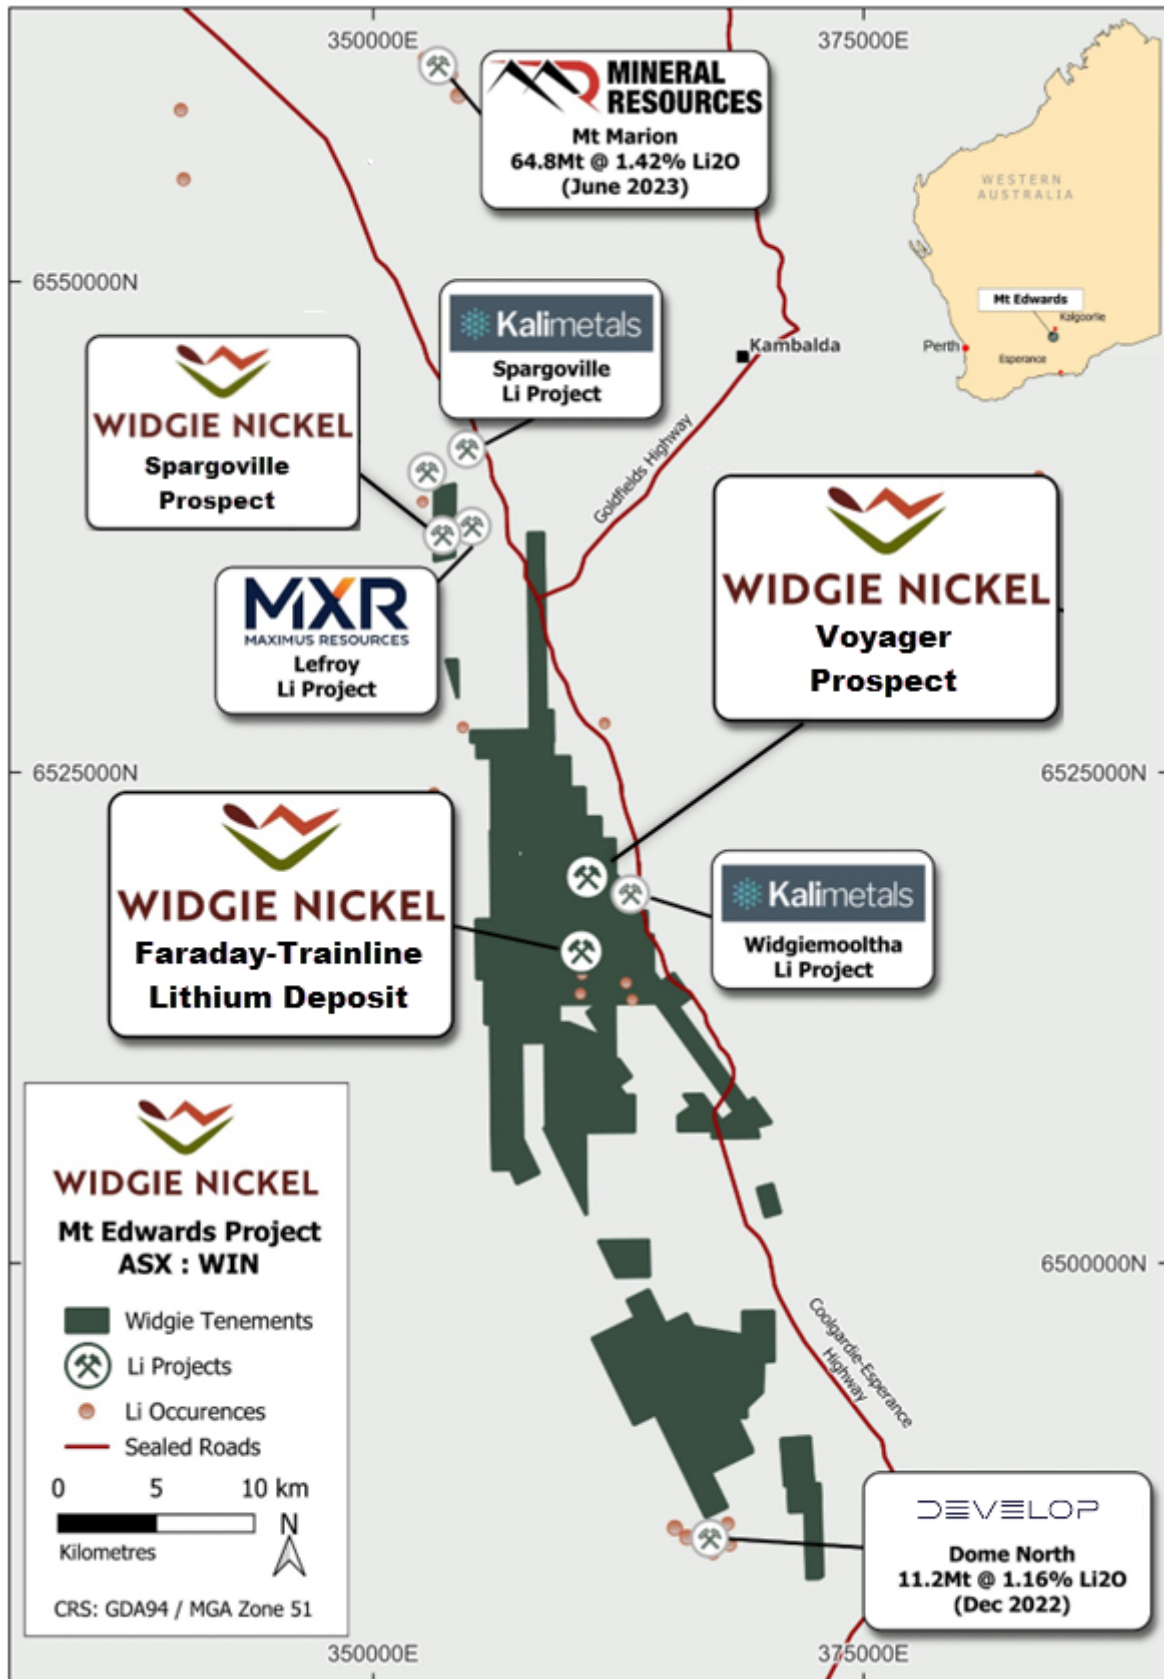 350000E
375000E
MINERAL
RESOURCES
Mt Marion
64.8Mt @ 1.42% Li2O
(June 2023)
WESTERN
AUSTRALIA
Mt Edwards
Kalgoorlie
Perth
Esperance
6550000N
Kalimetals
Spargoville
Li Project
Kambalda
WIDGIE NICKEL
Spargoville
Prospect
Goldfields Highway
MXR
MAXIMUS RESOURCES
Lefroy
Li Project
WIDGIE NICKEL
Voyager
Prospect
6525000N
6525000N
WIDGIE NICKEL
Faraday-Trainline
Lithium Deposit
Kalimetals
Widgiemooltha
Li Project
WIDGIE NICKEL
Mt Edwards Project
ASX : WIN
Widgie Tenements
Li Projects
Li Occurences
Sealed Roads
0 5 10 km
N
Kilometres
CRS: GDA94 / MGA Zone 51
6500000N
Coolgardie-Esperance
Highway
DEVELOP
Dome North
11.2Mt @ 1.16% Li2O
(Dec 2022)
350000E
375000E